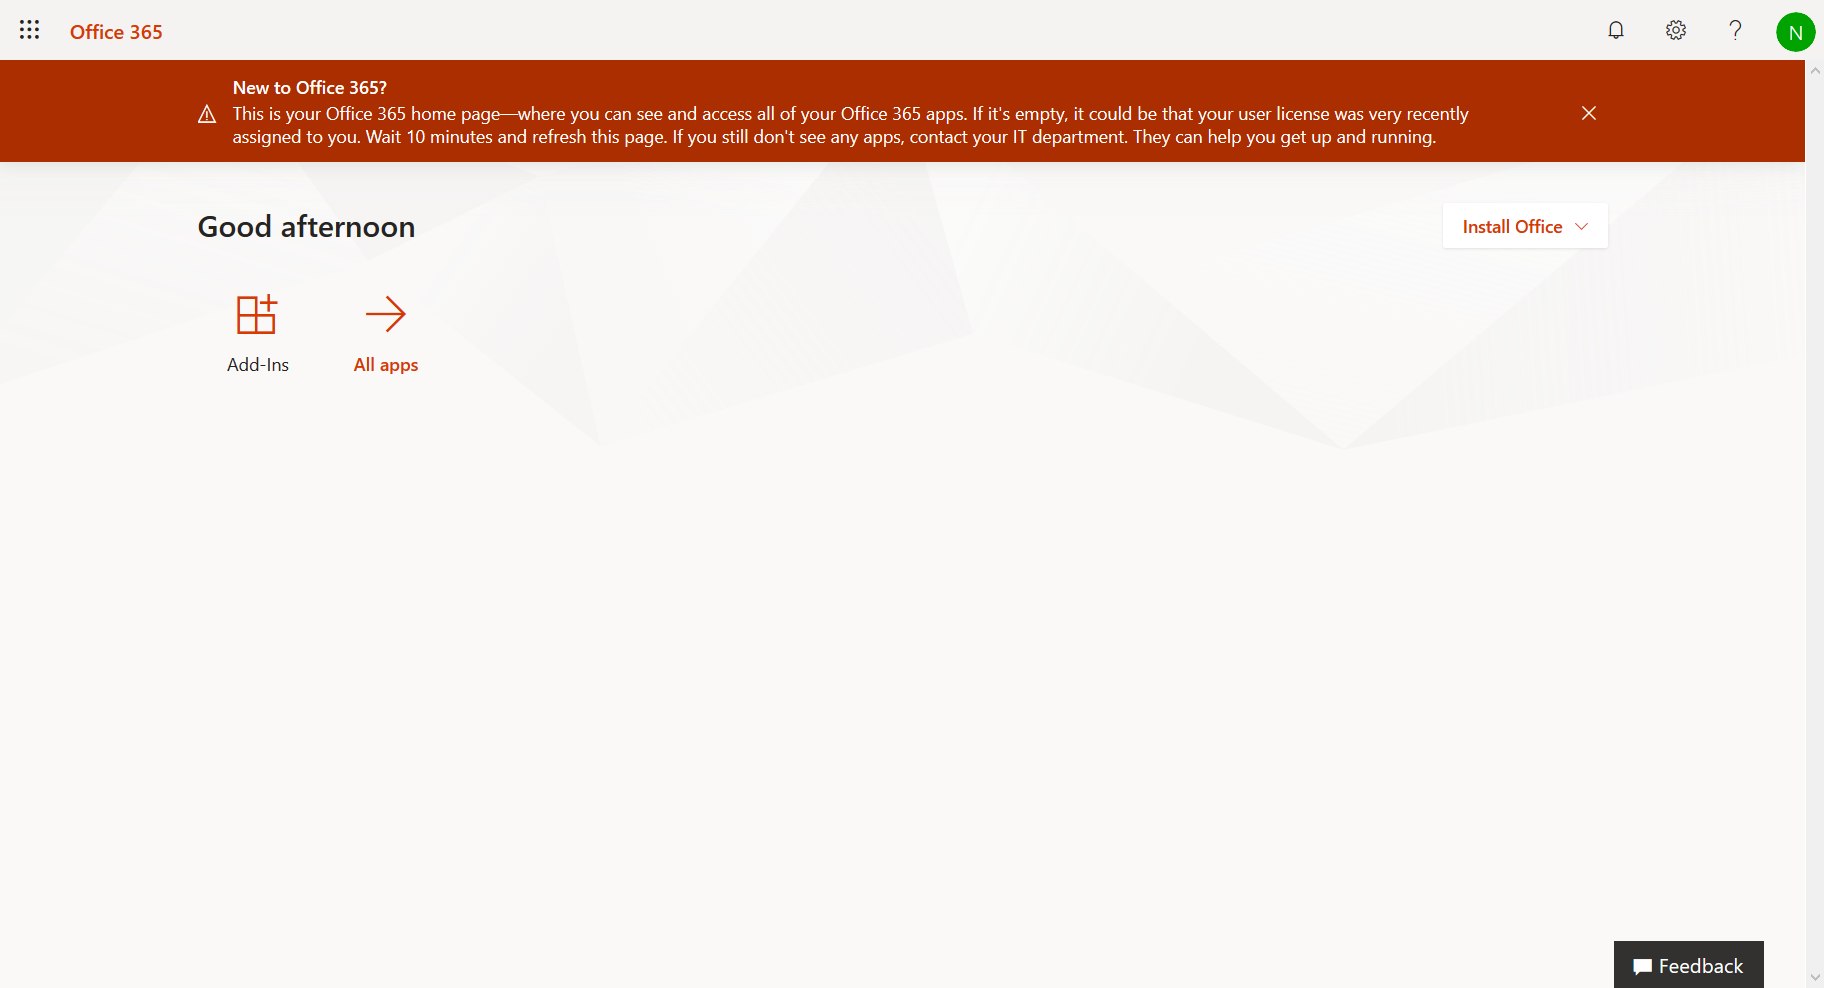 Office 365
N
New to Office 365?
This is your Office 365 home page—where you can see and access all of your Office 365 apps. If it's empty, it could be that your user license was very recently
assigned to you. Wait 10 minutes and refresh this page. If you still don't see any apps, contact your IT department. They can help you get up and running.
Good afternoon
Install Office
Add-Ins
All apps
Feedback